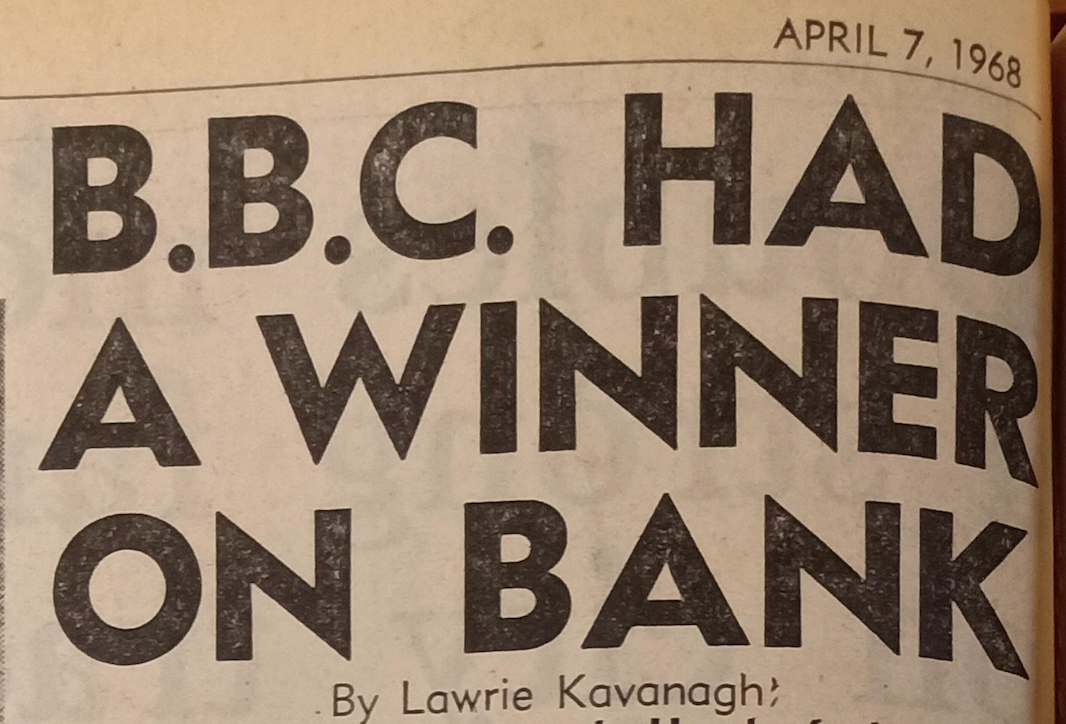 APRIL 7, 1968
B.B.C. HAD
A WINNER
ON BANK
By Lawrie Kavanagh